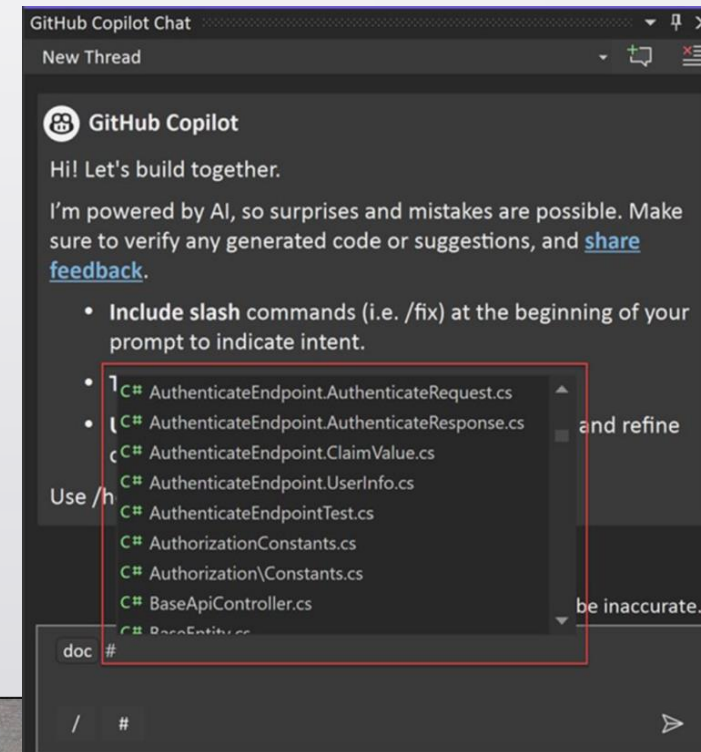 GitHub Copilot Chat
New Thread
GitHub Copilot
Hi! Let's build together.
I'm powered by AI, so surprises and mistakes are possible. Make
sure to verify any generated code or suggestions, and share
feedback.
• Include slash commands (i.e. /fix) at the beginning of your
prompt to indicate intent.
C# AuthenticateEndpoint.AuthenticateRequest.cs
C# AuthenticateEndpoint.AuthenticateResponse.cs
and refine
C# AuthenticateEndpoint.ClaimValue.cs
C# AuthenticateEndpoint.UserInfo.cs
Use /h
C# AuthenticateEndpointTest.cs
C# AuthorizationConstants.cs
C# Authorization\Constants.cs
C# BaseApiController.cs
be inaccurate.
C# BaseEntity.cs
doc #
/ #